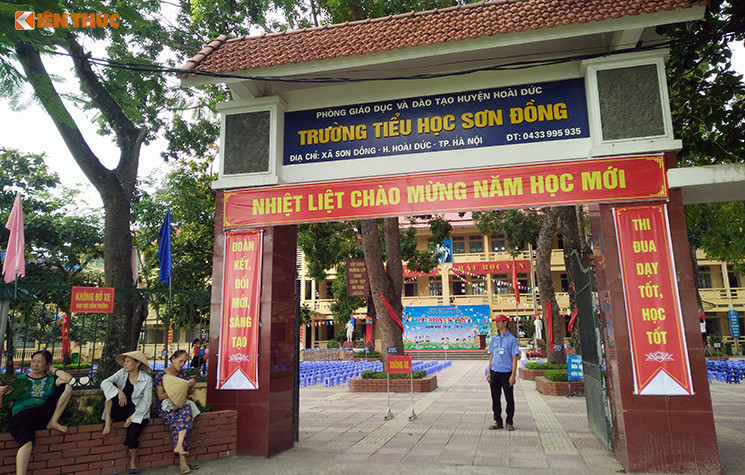 KIẾN THỨC
PHÒNG GIÁO DỤC VÀ ĐÀO TẠO HUYỆN HOÀI ĐỨC
TRƯỜNG TIỂU HỌC SƠN ĐỒNG
DIẠ CHỈ: XÃ SƠN ĐỒNG - H. HOÀI ĐỨC - TP. HÀ NỘI ĐT: 0433 995 935
NHIỆT LIỆT CHÀO MỪNG NĂM HỌC MỚI
ĐOÀN
KẾT,
ĐỔI
MỚI,
SÁNG
TẠO
THI
ĐUA
DẠY
TỐT,
HỌC
TỐT
KHÔNG ĐỖ XE